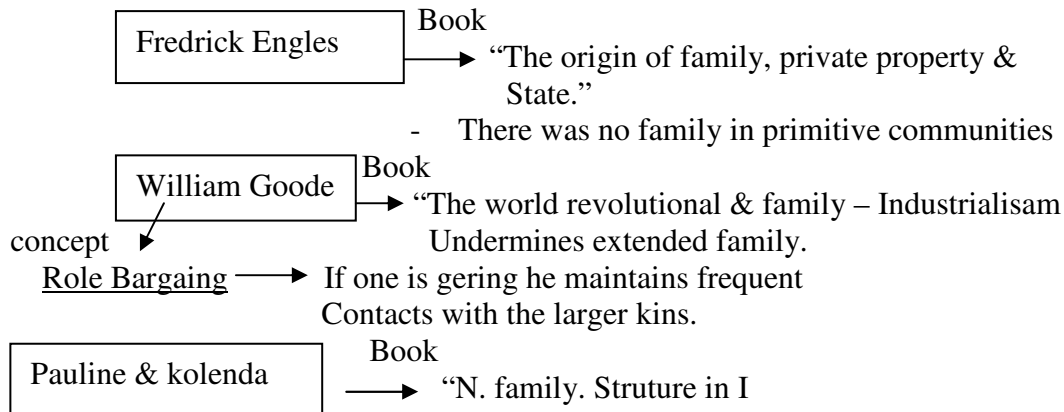 Fredrick Engles
Book
“The origin of family, private property &
State.”
- There was no family in primitive communities
William Goode
Book
“The world revolutional & family – Industrialisam
Undermines extended family.
concept
Role Bargaing
If one is gering he maintains frequent
Contacts with the larger kins.
Pauline & kolenda
Book
“N. family. Struture in I